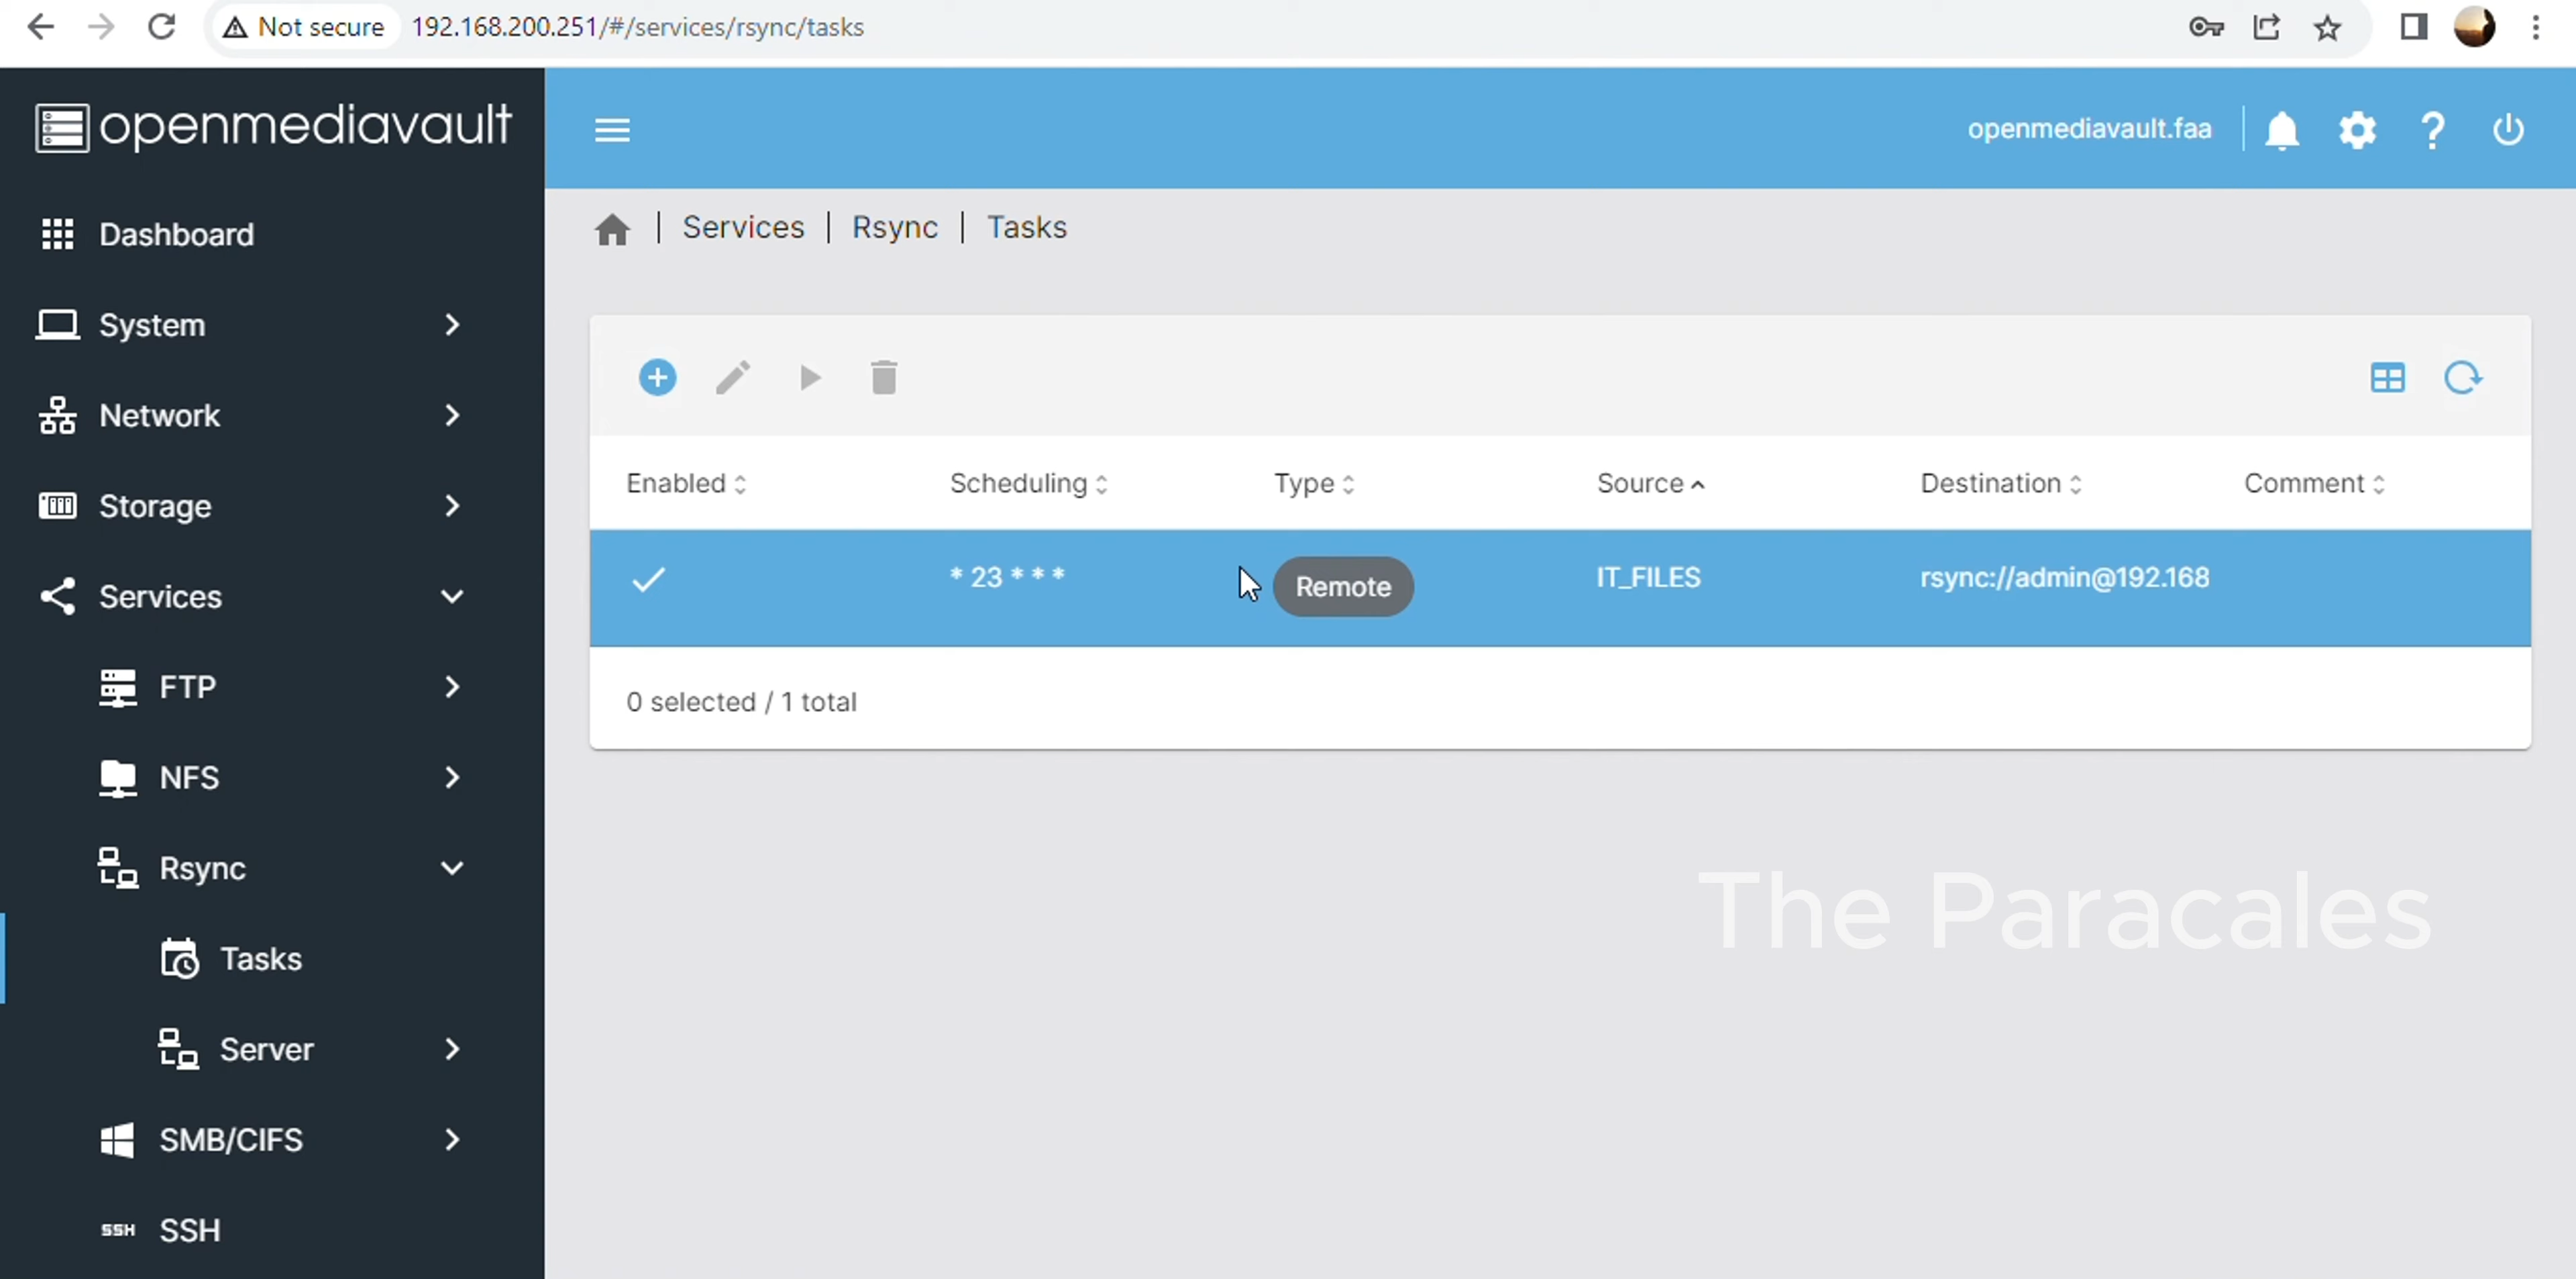 Not secure 192.168.200.251/#/services/rsync/tasks
openmediavault
openmediavault.faa
Dashboard
System
Network
Storage
Services
FTP
NFS
Rsync
Tasks
Server
SMB/CIFS
SSH SSH
| Services | Rsync | Tasks
Enabled Scheduling Type Source Destination Comment
* 23 * * * Remote IT_FILES rsync://admin@192.168
0 selected / 1 total
The Paracales